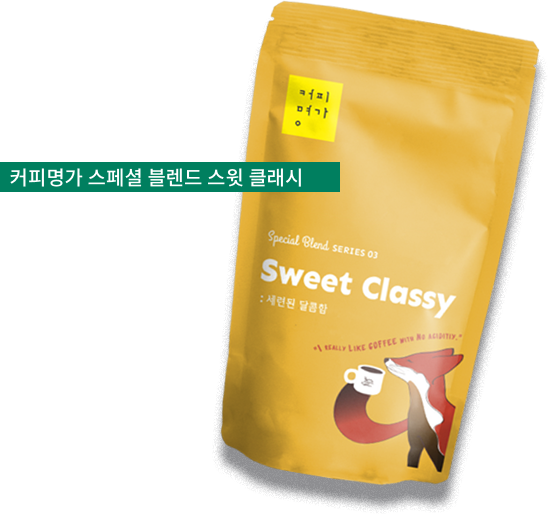 커피
명가
커피명가 스페셜 블렌드 스윗 클래시
Special Blend SERIES 03
Sweet Classy
: 세련된 달콤함
"I REALLY LIKE COFFEE WITH NO ACIDITY."